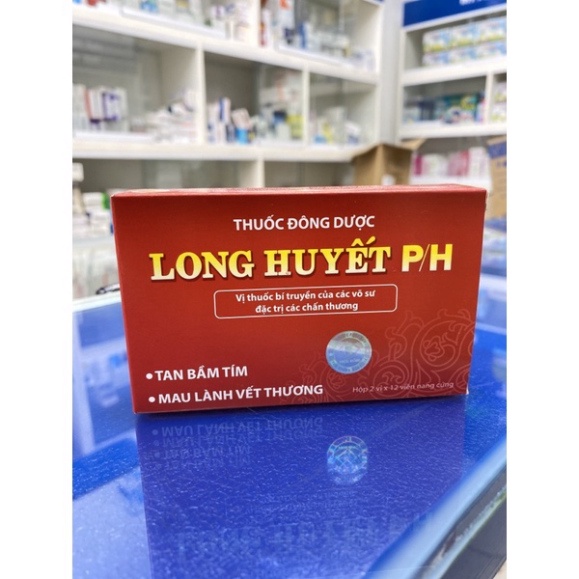 THUỐC ĐÔNG DƯỢC
LONG HUYẾT P/H
Vị thuốc bí truyền của các võ sư
đặc trị các chấn thương
• TAN BẦM TÍM
• MAU LÀNH VẾT THƯƠNG
Hộp 2 vỉ x 12 viên nang cứng